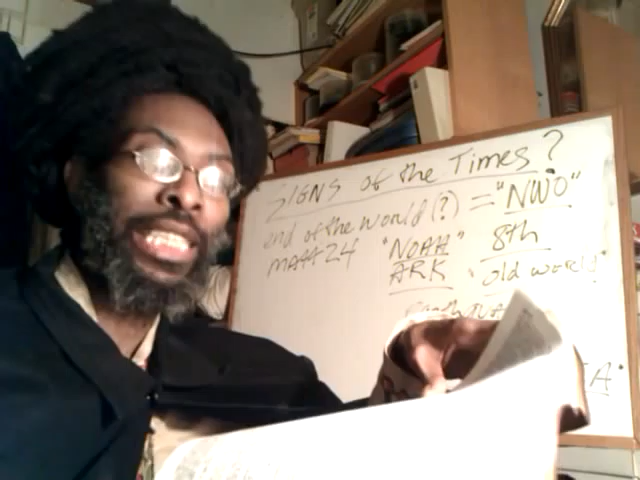 SIGNS of the Times?
end of the world(?) = "NWO"
matt 24 "NOAH" 8th
ARK "old world"
A"